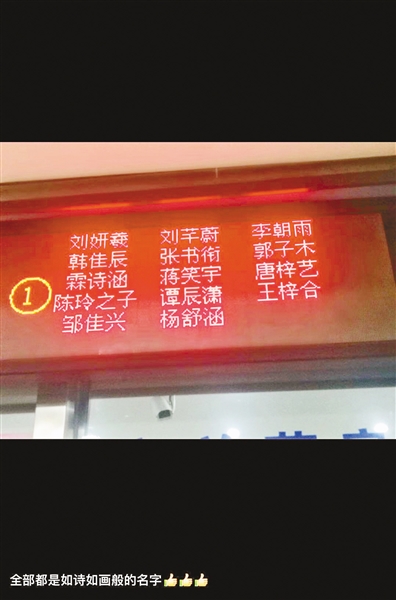 刘妍羲 刘芊蔚 李朝雨
韩佳辰 张书衔 郭子木
霖诗涵 蒋笑宇 唐梓艺
1 陈玲之子 谭辰潇 王梓合
邹佳兴 杨舒涵
全部都是如诗如画般的名字👍👍👍